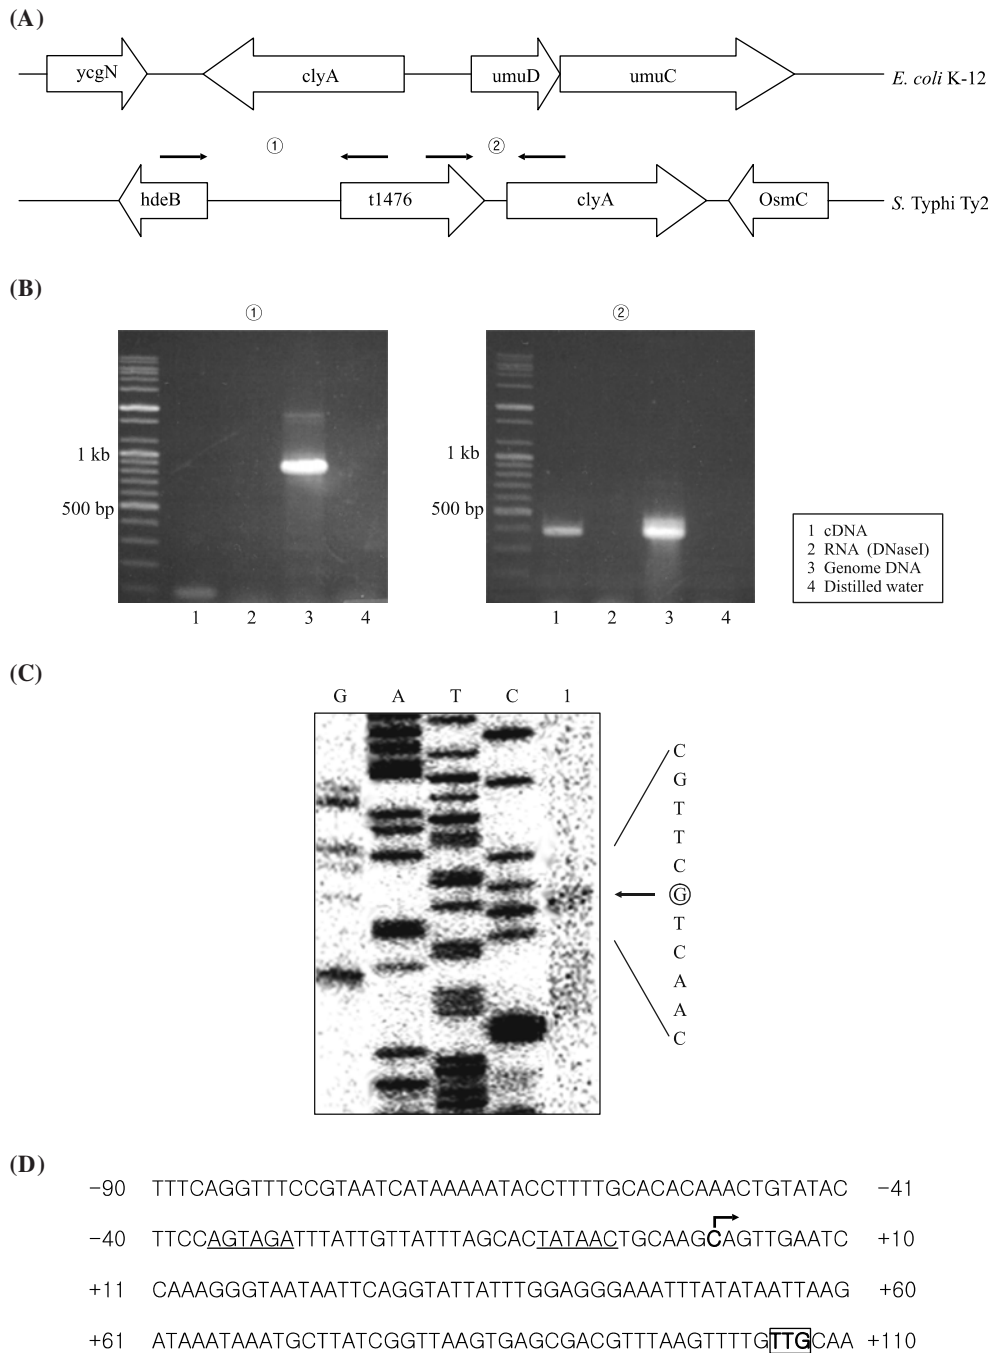 (A)
ycgN clyA umuD umuC E. coli K-12
① ②
hdeB t1476 clyA OsmC S. Typhi Ty2
(B)
① ②
1 kb 1 kb
500 bp 500 bp
1 cDNA
2 RNA (DNaseI)
3 Genome DNA
4 Distilled water
1 2 3 4 1 2 3 4
(C)
G A T C 1
C
G
T
T
C
G
T
C
A
A
C
(D)
−90 TTTCAGGTTTCCGTAATCATAAAAATACCTTTTGCACACAAACTGTATAC −41
−40 TTCCAGTAGATTTATTGTTATTTAGCACTATAACTGCAAGCAGTTGAATC +10
+11 CAAAGGGTAATAATTCAGGTATTATTTGGAGGGAAATTTATATAATTAAG +60
+61 ATAAATAAATGCTTATCGGTTAAGTGAGCGACGTTTAAGTTTTGTTGCAA +110